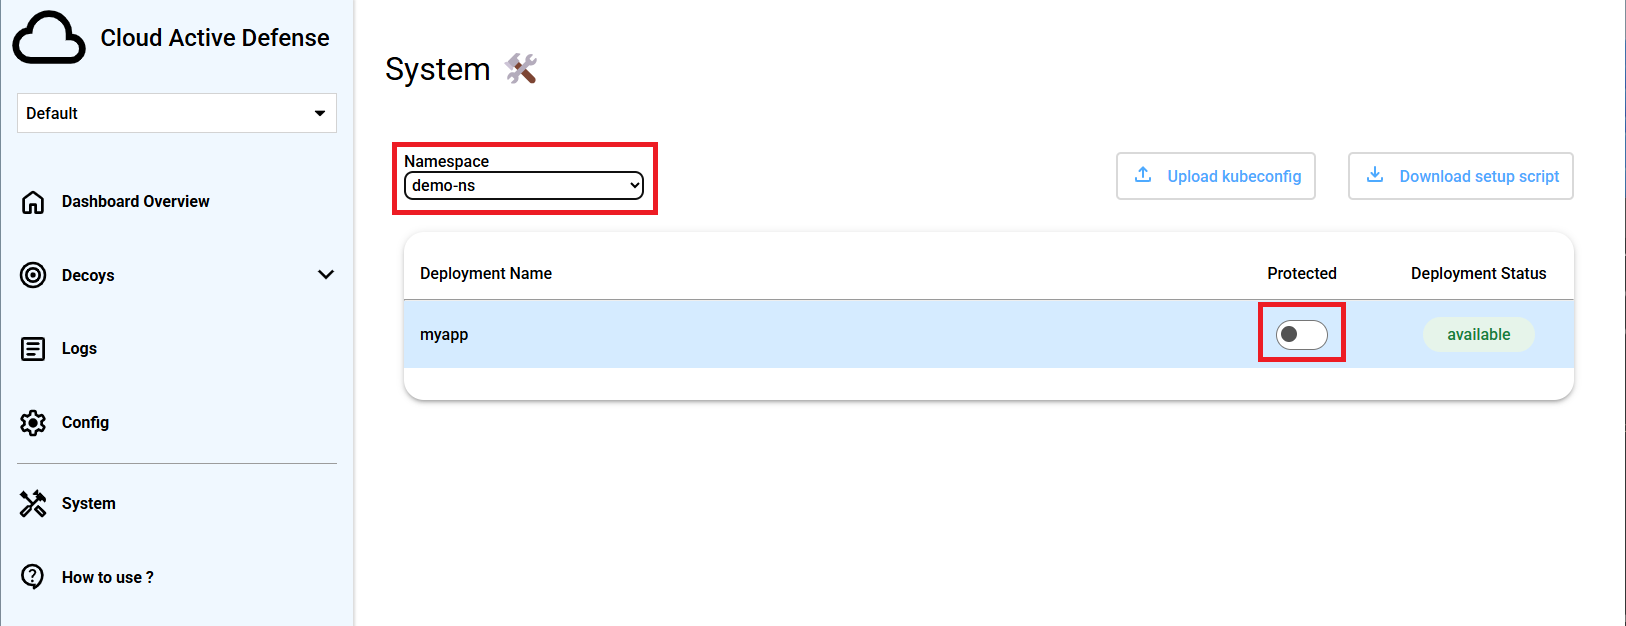 Cloud Active Defense
Default
Dashboard Overview
Decoys
Logs
Config
System
How to use ?
System
Namespace
demo-ns
Upload kubeconfig
Download setup script
Deployment Name Protected Deployment Status
myapp available